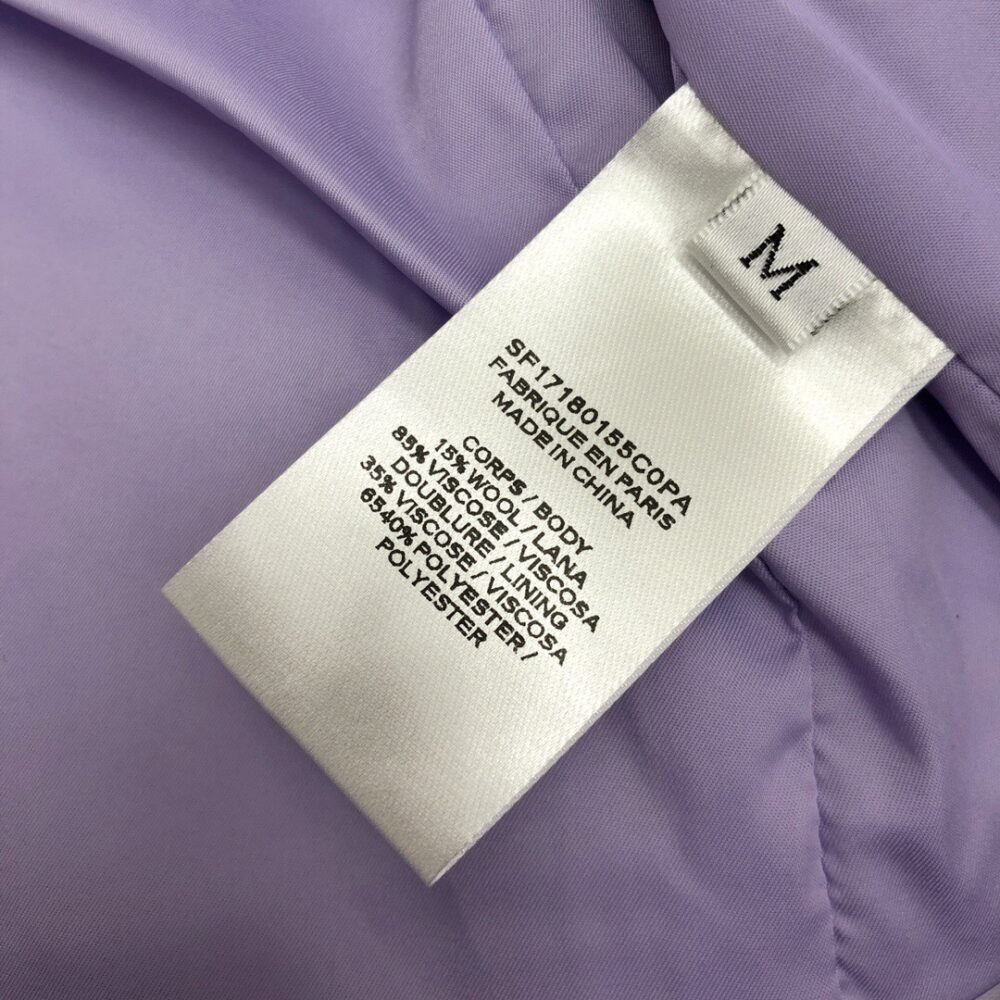 M
SF17180155C0PA
FABRIQUE EN PARIS
MADE IN CHINA
CORPS / BODY
15% WOOL / LANA
85% VISCOSE / VISCOSA
DOUBLURE / LINING
35% VISCOSE / VISCOSA
6540% POLYESTER /
POLYESTER